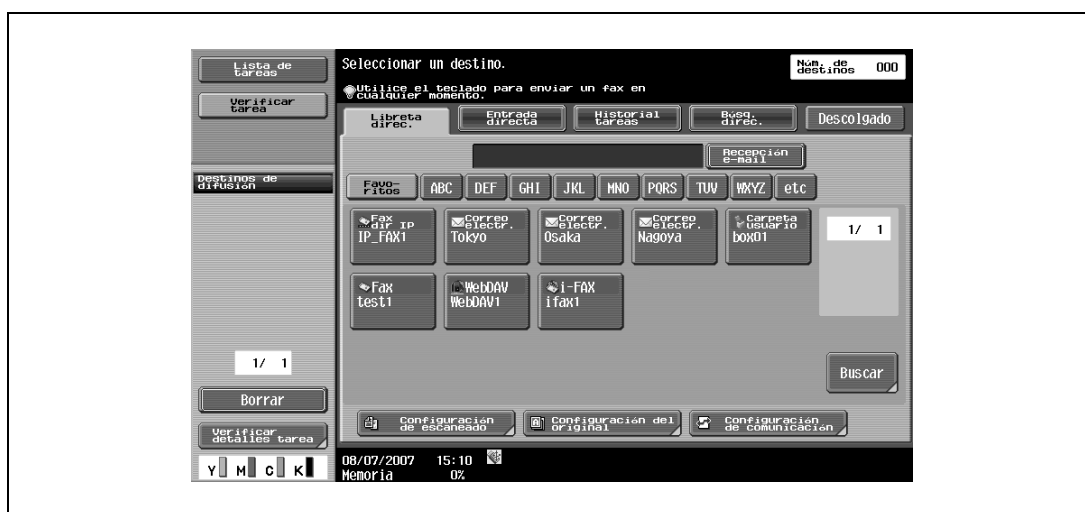 Lista de
tareas
Verificar
tarea
Destinos de
difusión
1/ 1
Borrar
Verificar
detalles tarea
Y M C K
Seleccionar un destino.
Núm. de
destinos 000
Utilice el teclado para enviar un fax en
cualquier momento.
Libreta
direc.
Entrada
directa
Historial
tareas
Búsq.
direc.
Descolgado
Recepción
e-mail
Favo-
ritos
ABC DEF GHI JKL MNO PQRS TUV WXYZ etc
Fax
dir IP
IP_FAX1
Correo
electr.
Tokyo
Correo
electr.
Osaka
Correo
electr.
Nagoya
Carpeta
usuario
box01
1/ 1
Fax
test1
WebDAV
WebDAV1
i-FAX
ifax1
Buscar
Configuración
de escaneado
Configuración del
original
Configuración
de comunicación
08/07/2007 15:10
Memoria 0%